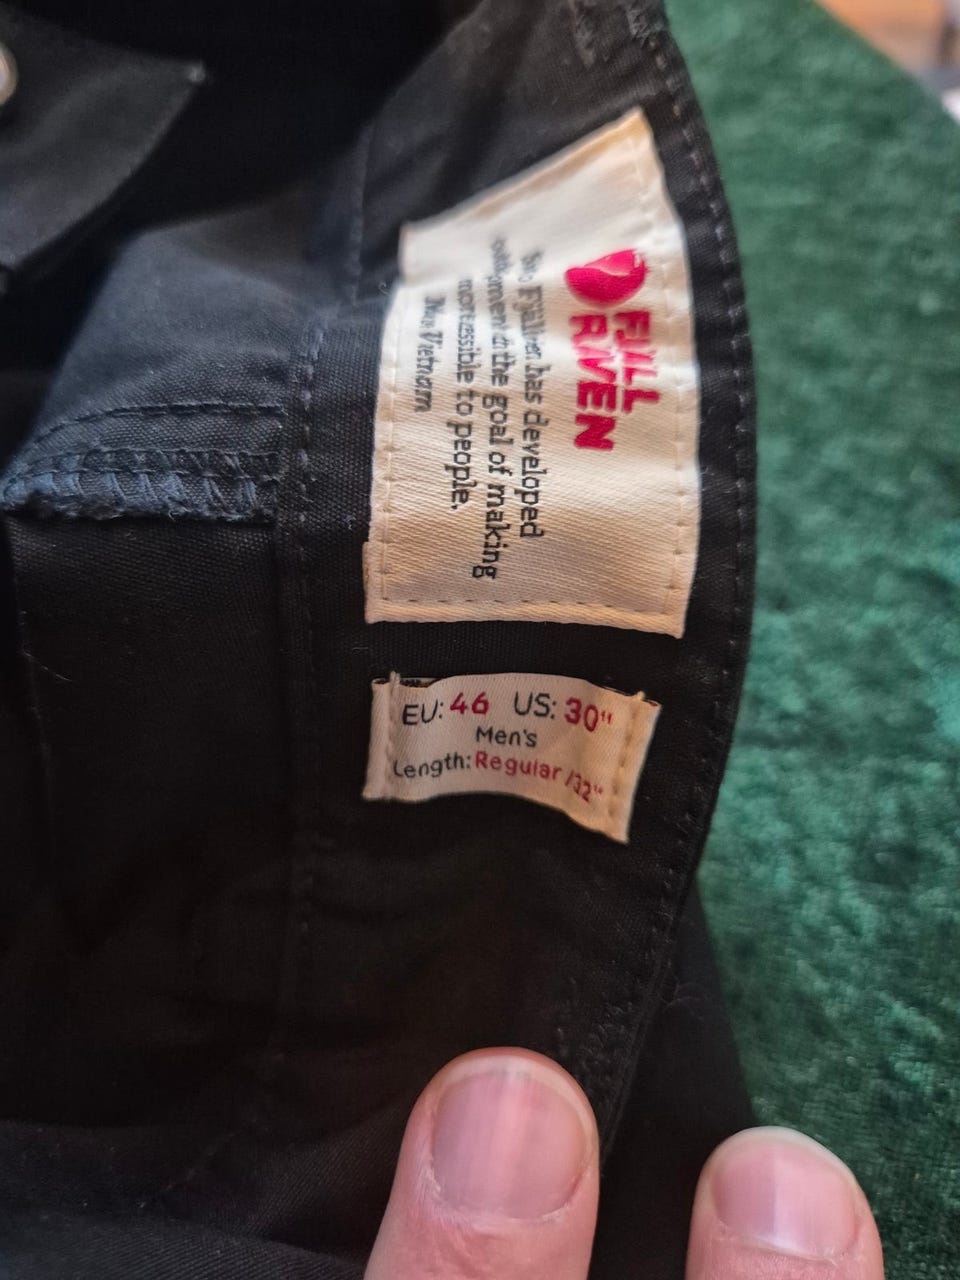 FJÄLL
RÄVEN
Fjällräven has developed
the goal of making
to people.
Vietnam
EU: 46 US: 30"
Men's
Length: Regular /32"